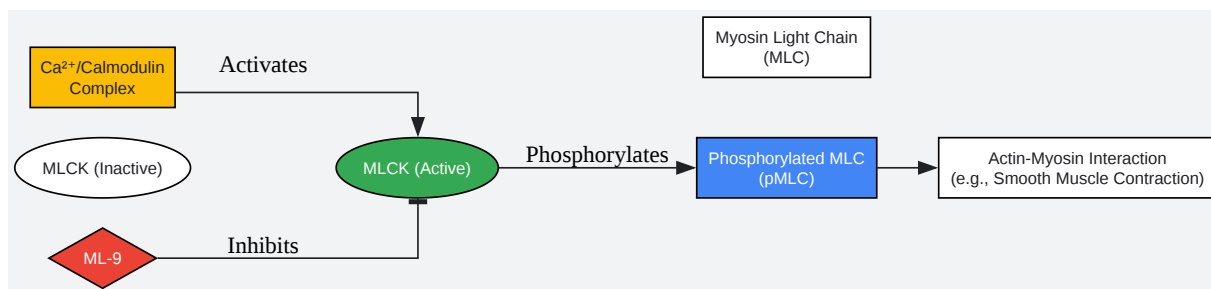 Myosin Light Chain
(MLC)
Ca²⁺/Calmodulin
Complex
Activates
MLCK (Inactive)
MLCK (Active)
Phosphorylates
Phosphorylated MLC
(pMLC)
Actin-Myosin Interaction
(e.g., Smooth Muscle Contraction)
ML-9
Inhibits